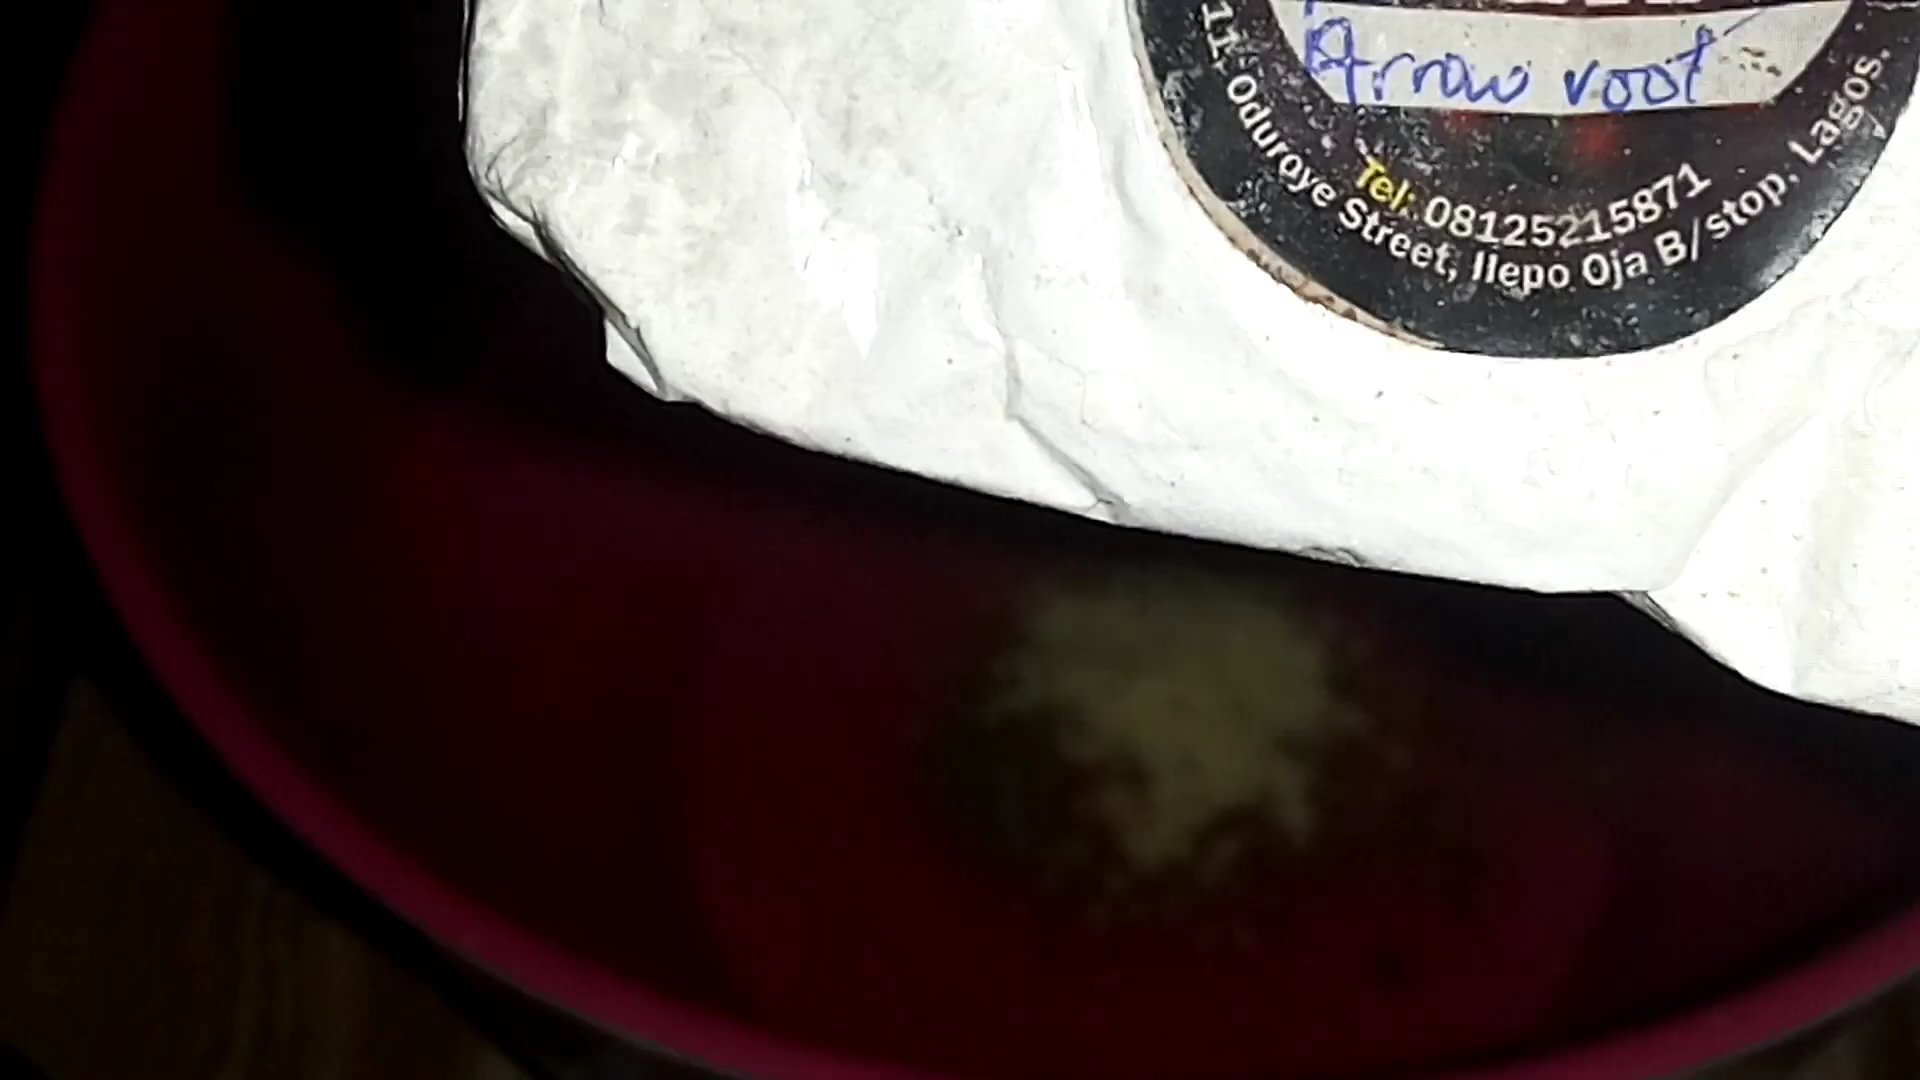 Arrow root
Tel: 08125215871
11, Oduroye Street, Ilepo Oja B/stop, Lagos.